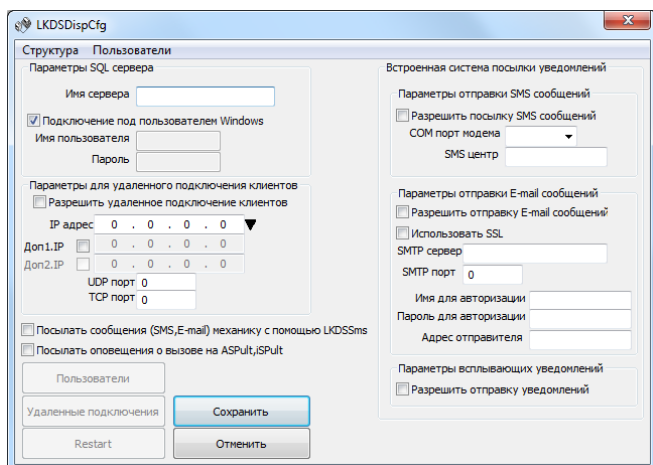 LKDSDispCfg
Структура Пользователи
Параметры SQL сервера
Имя сервера
Подключение под пользователем Windows
Имя пользователя
Пароль
Параметры для удаленного подключения клиентов
Разрешить удаленное подключение клиентов
IP адрес 0 . 0 . 0 . 0
Доп1.IP 0 . 0 . 0 . 0
Доп2.IP 0 . 0 . 0 . 0
UDP порт 0
TCP порт 0
Посылать сообщения (SMS,E-mail) механику с помощью LKDSSms
Посылать оповещения о вызове на ASPult,iSPult
Пользователи
Удаленные подключения Сохранить
Restart Отменить
Встроенная система посылки уведомлений
Параметры отправки SMS сообщений
Разрешить посылку SMS сообщений
COM порт модема
SMS центр
Параметры отправки E-mail сообщений
Разрешить отправку E-mail сообщений
Использовать SSL
SMTP сервер
SMTP порт 0
Имя для авторизации
Пароль для авторизации
Адрес отправителя
Параметры всплывающих уведомлений
Разрешить отправку уведомлений